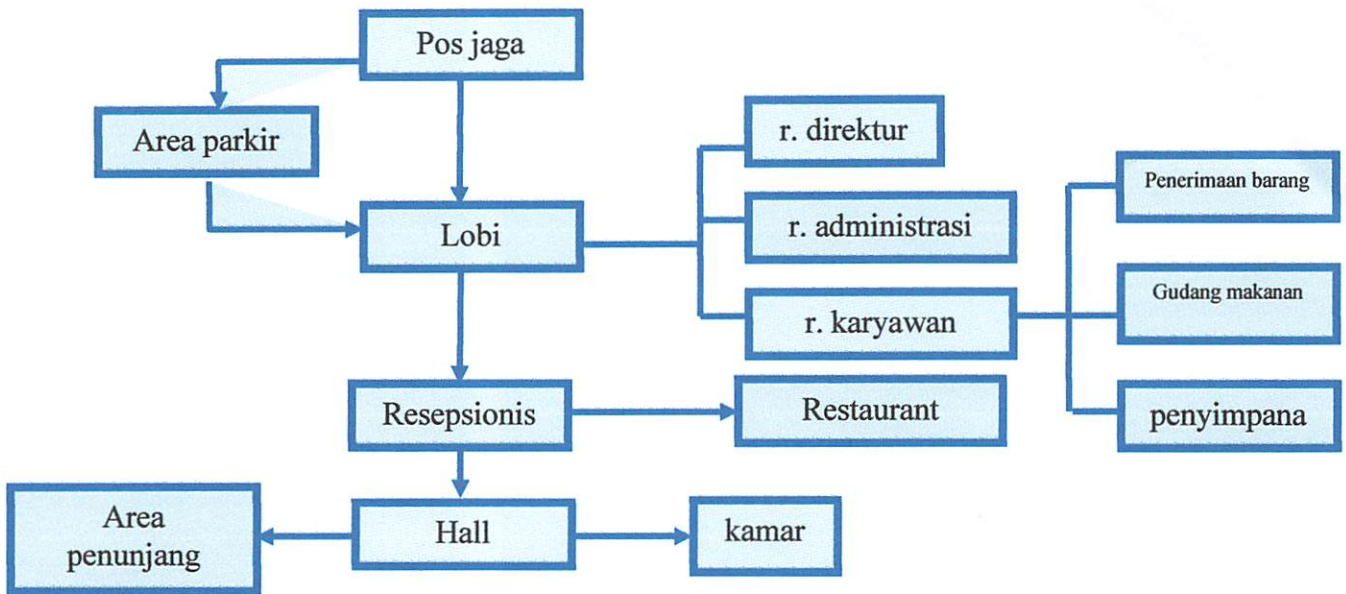 Pos jaga
Area parkir
r. direktur
Penerimaan barang
Lobi
r. administrasi
Gudang makanan
r. karyawan
Resepsionis
Restaurant
penyimpana
Area
penunjang
Hall
kamar